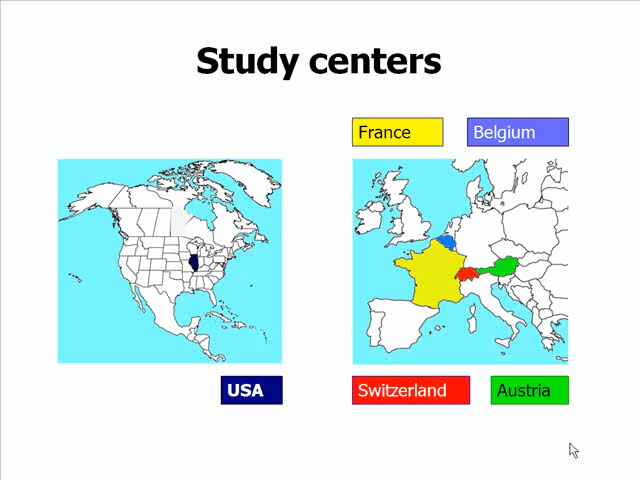 Study centers
France
Belgium
USA
Switzerland
Austria